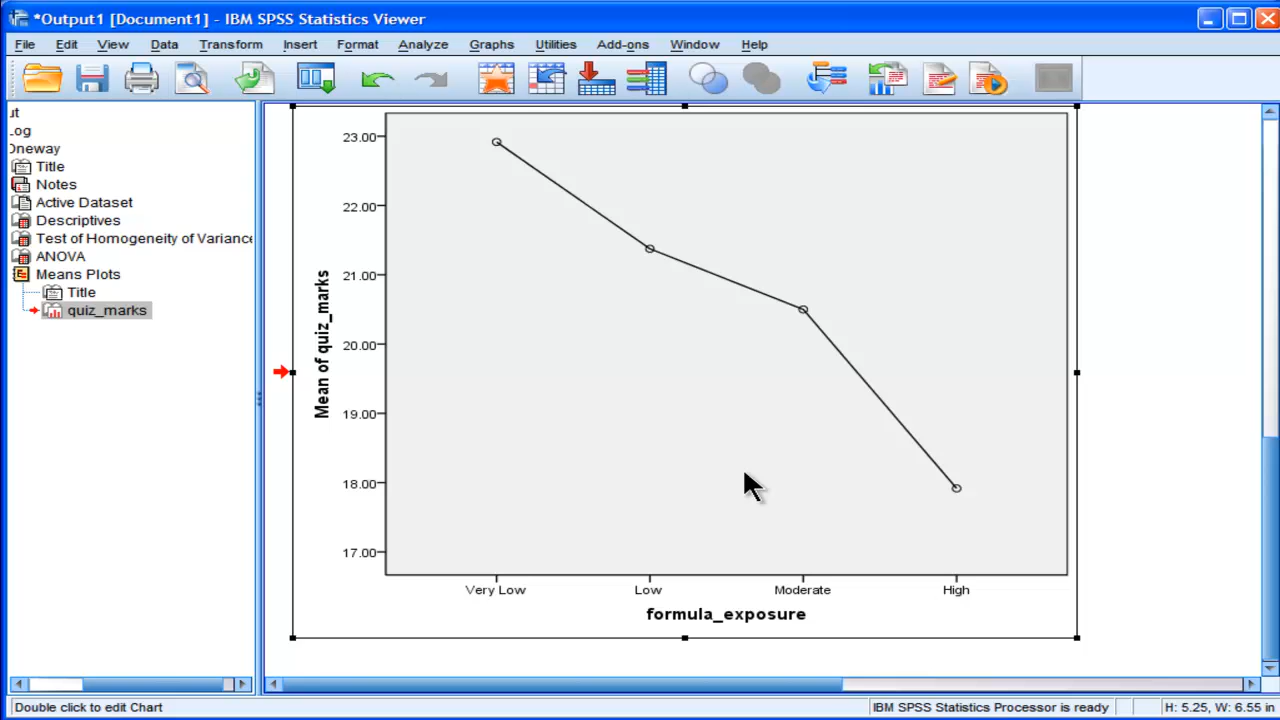 *Output1 [Document1] - IBM SPSS Statistics Viewer
File Edit View Data Transform Insert Format Analyze Graphs Utilities Add-ons Window Help
ut
Log
Oneway
Title
Notes
Active Dataset
Descriptives
Test of Homogeneity of Variance
ANOVA
Means Plots
Title
quiz_marks
Mean of quiz_marks
23.00
22.00
21.00
20.00
19.00
18.00
17.00
Very Low Low Moderate High
formula_exposure
Double click to edit Chart
IBM SPSS Statistics Processor is ready
H: 5.25, W: 6.55 in